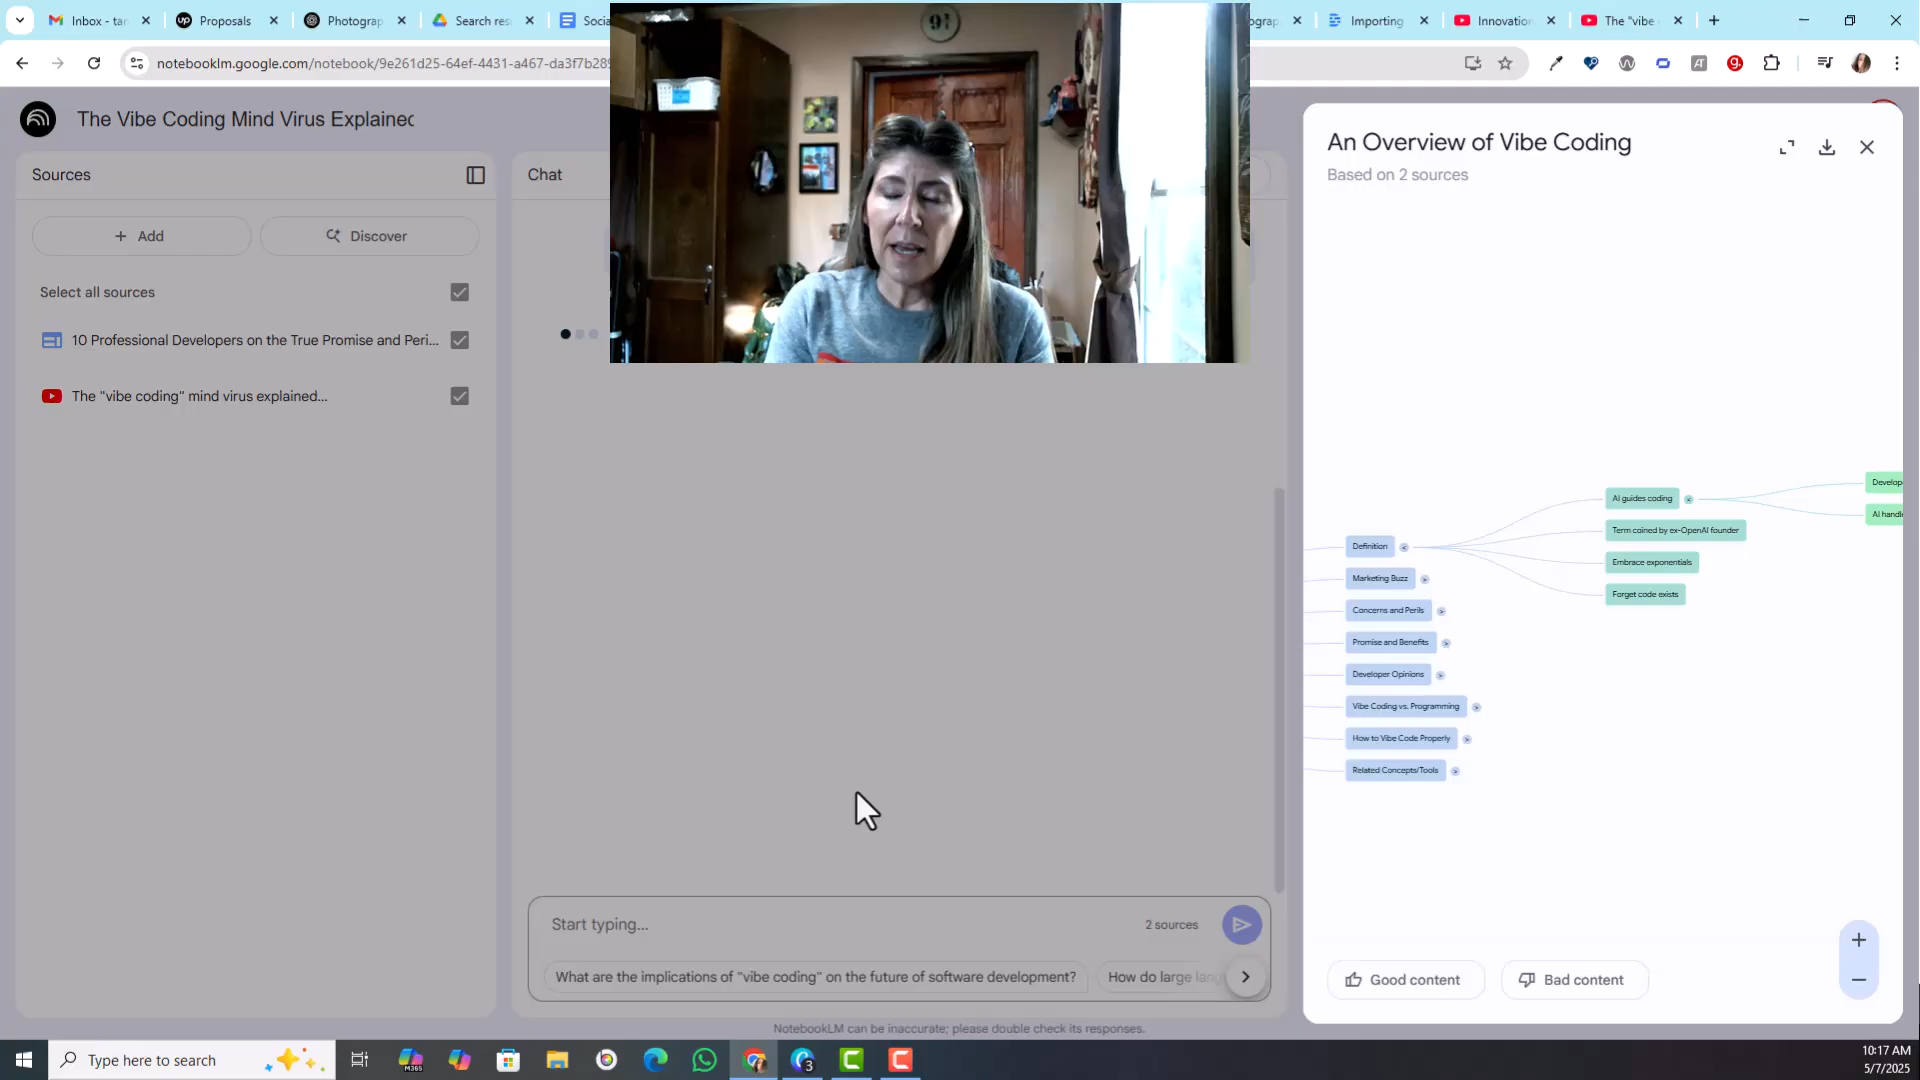 Inbox - tar
Proposals
Photograp
Search res
Socia
ograp
Importing
Innovation
The "vibe
notebooklm.google.com/notebook/9e261d25-64ef-4431-a467-da3f7b289
The Vibe Coding Mind Virus Explained
Sources
Add
Discover
Select all sources
10 Professional Developers on the True Promise and Peri...
The "vibe coding" mind virus explained...
Chat
Start typing...
2 sources
What are the implications of "vibe coding" on the future of software development?
How do large lang
NotebookLM can be inaccurate; please double check its responses.
An Overview of Vibe Coding
Based on 2 sources
Definition
Marketing Buzz
Concerns and Perils
Promise and Benefits
Developer Opinions
Vibe Coding vs. Programming
How to Vibe Code Properly
Related Concepts/Tools
AI guides coding
Term coined by ex-OpenAI founder
Embrace exponentials
Forget code exists
Develop
AI handle
Good content
Bad content
Type here to search
M365
3
10:17 AM
5/7/2025